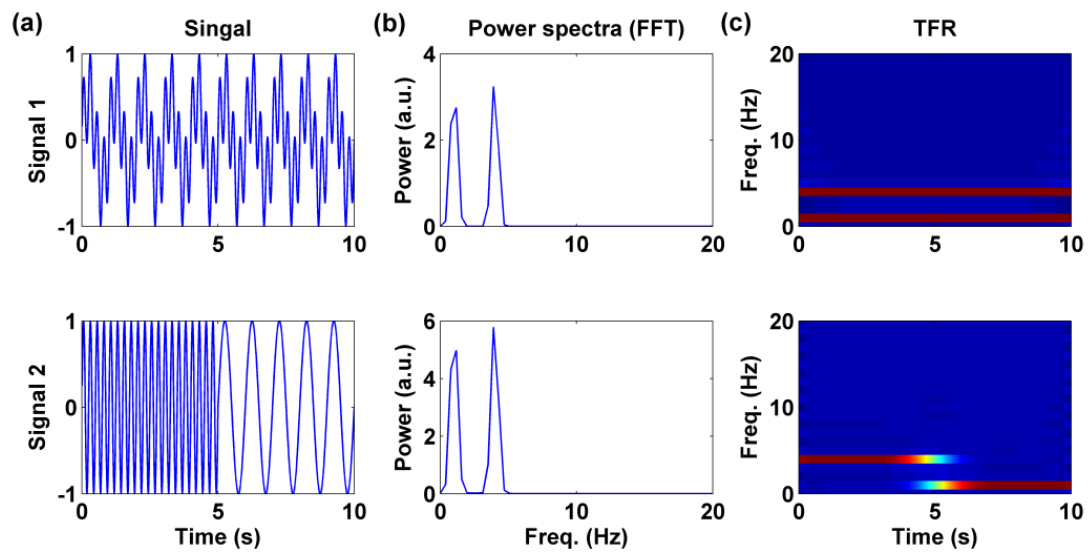 (a) Singal (b) Power spectra (FFT) (c) TFR
Signal 1
1
0
-1
0 5 10
Power (a.u.)
4
2
0
0 10 20
Freq. (Hz)
20
10
0
0 5 10
Signal 2
1
0
-1
0 5 10
Time (s)
Power (a.u.)
6
4
2
0
0 10 20
Freq. (Hz)
Freq. (Hz)
20
10
0
0 5 10
Time (s)